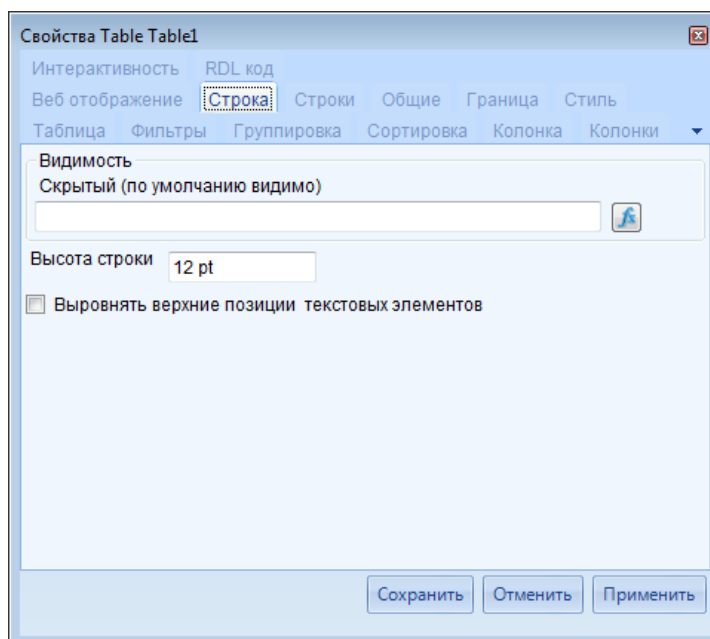 Свойства Table Table1
Интерактивность RDL код
Веб отображение Строка Строки Общие Граница Стиль
Таблица Фильтры Группировка Сортировка Колонка Колонки
Видимость
Скрытый (по умолчанию видимо)
fx
Высота строки 12 pt
Выровнять верхние позиции текстовых элементов
Сохранить Отменить Применить